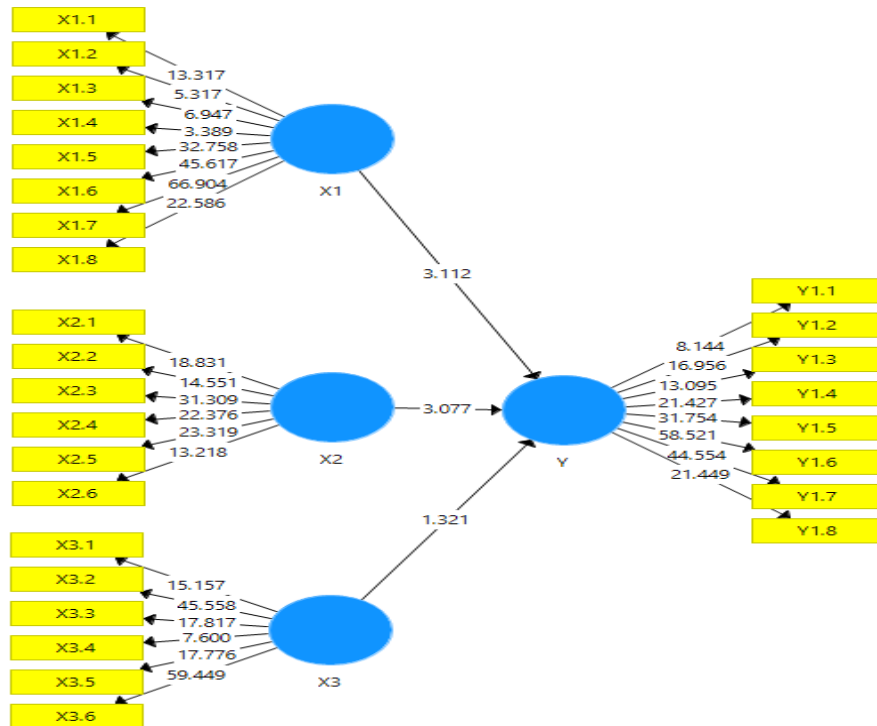 X1.1
X1.2
X1.3
X1.4
X1.5
X1.6
X1.7
X1.8
13.317
5.317
6.947
3.389
32.758
45.617
66.904
22.586
X1
3.112
X2.1
X2.2
X2.3
X2.4
X2.5
X2.6
18.831
14.551
31.309
22.376
23.319
13.218
X2
3.077
X3.1
X3.2
X3.3
X3.4
X3.5
X3.6
15.157
45.558
17.817
7.600
17.776
59.449
X3
1.321
Y
8.144
16.956
13.095
21.427
31.754
58.521
44.554
21.449
Y1.1
Y1.2
Y1.3
Y1.4
Y1.5
Y1.6
Y1.7
Y1.8